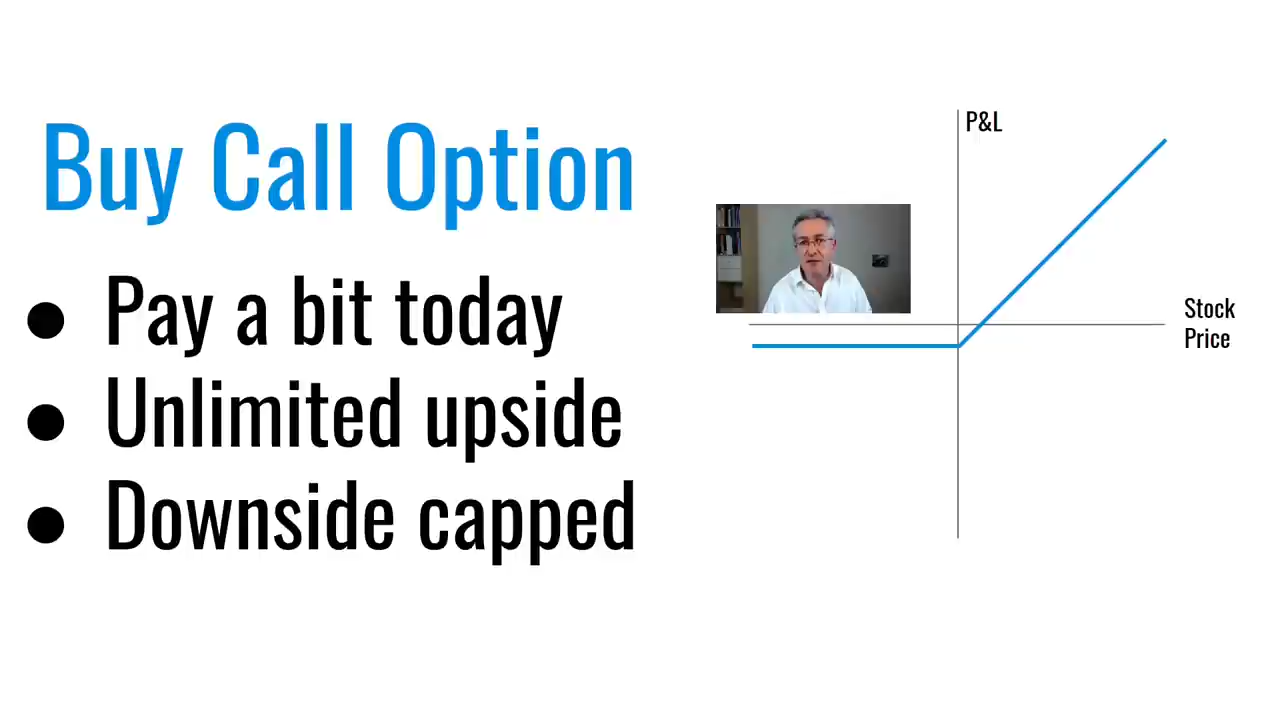 Buy Call Option
● Pay a bit today
● Unlimited upside
● Downside capped
P&L
Stock
Price